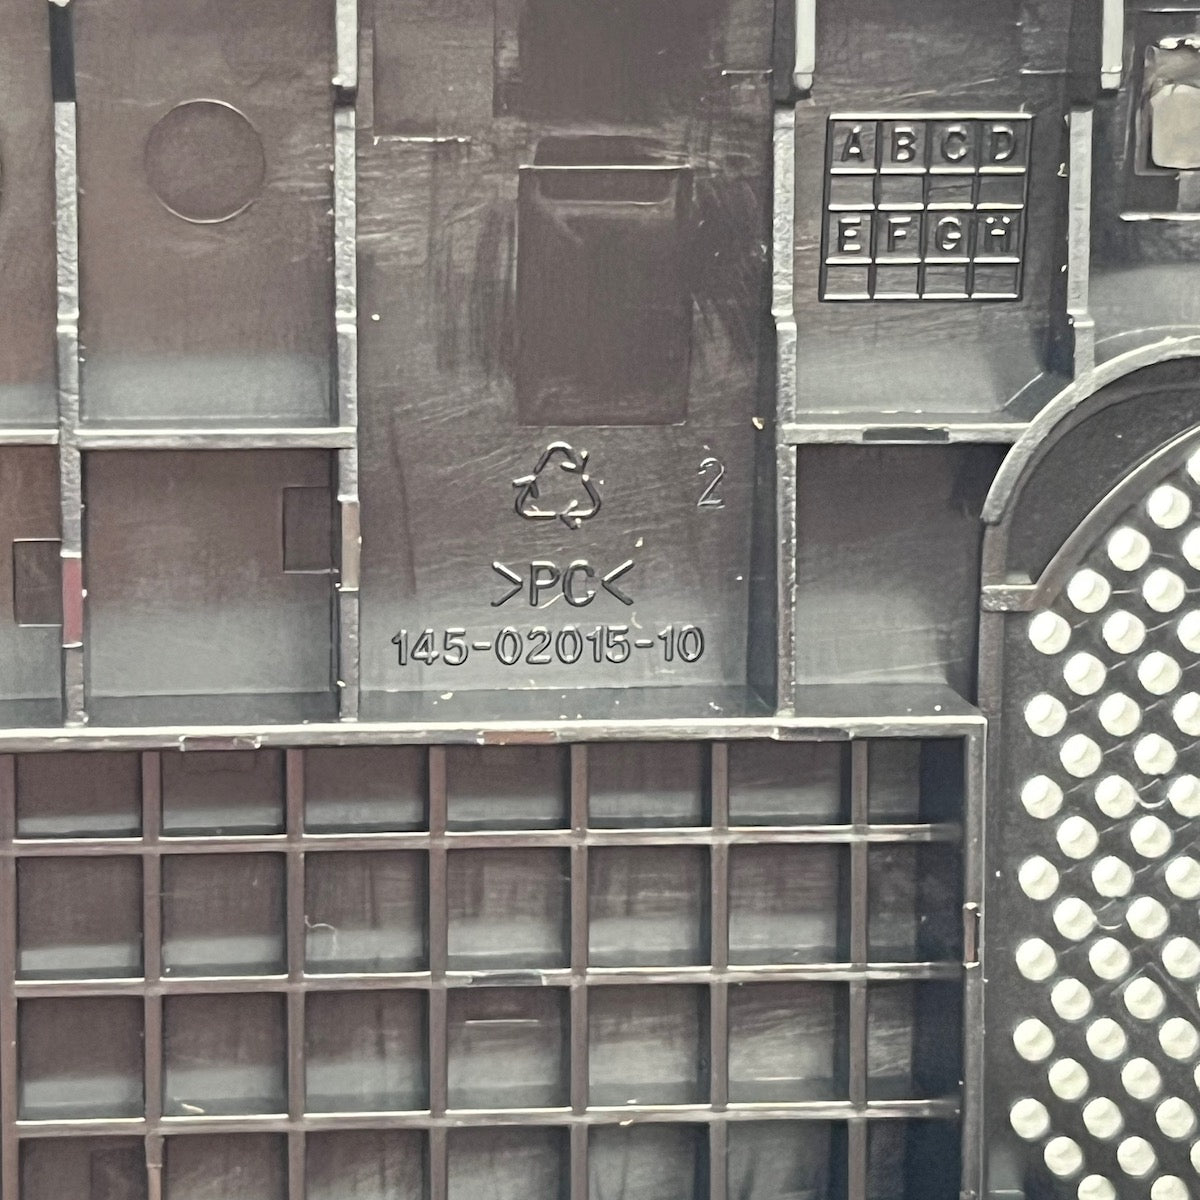 A B C D
E F G H
2
>PC<
145-02015-10